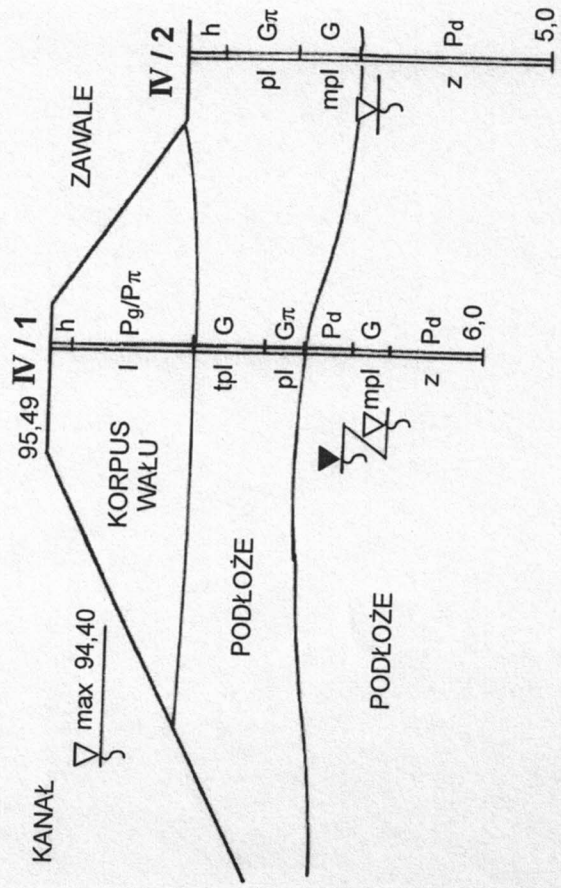 KANAŁ
max 94,40
95,49 IV / 1
ZAWALE
IV / 2
KORPUS
WAŁU
PODŁOŻE
PODŁOŻE
h
l Pg/Pπ
tpl G
pl Gπ
Pd
mpl G
z Pd
6,0
h
pl Gπ
mpl G
z Pd
5,0